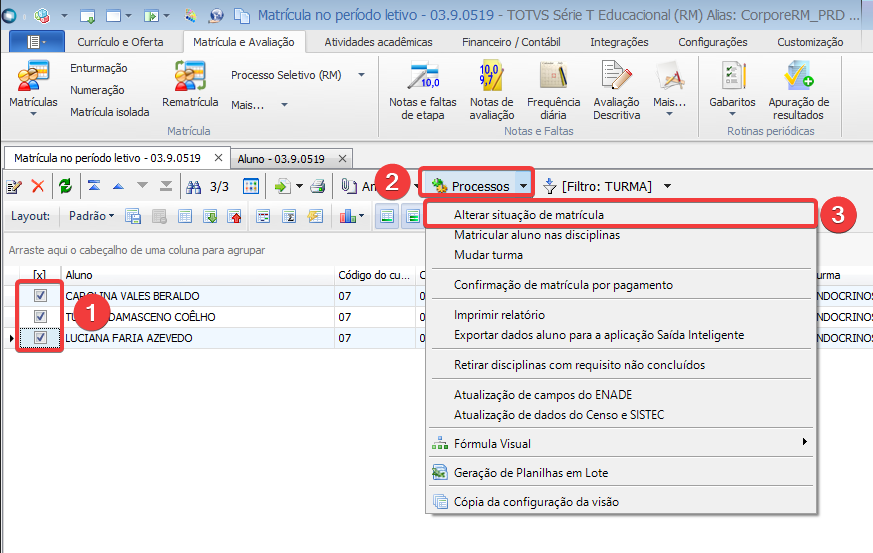 Matrícula no período letivo - 03.9.0519 - TOTVS Série T Educacional (RM) Alias: CorporeRM_PRD ...
Currículo e Oferta
Matrícula e Avaliação
Atividades acadêmicas
Financeiro / Contábil
Integrações
Configurações
Customização
Matrículas
Enturmação
Numeração
Matrícula isolada
Rematrícula
Processo Seletivo (RM)
Mais...
Matrícula
10,0
Notas e faltas
de etapa
10,0
9,7
Notas de
avaliação
Frequência
diária
Avaliação
Descritiva
Mais...
Notas e Faltas
Gabaritos
Apuração de
resultados
Rotinas periódicas
Matrícula no período letivo - 03.9.0519
Aluno - 03.9.0519
3/3
2
Processos
[Filtro: TURMA]
Layout:
Padrão
Arraste aqui o cabeçalho de uma coluna para agrupar
[x]
Aluno
Código do cu...
CAROLINA VALES BERALDO
07
DAMASCENO COÊLHO
07
LUCIANA FARIA AZEVEDO
07
1
Alterar situação de matrícula
3
Matricular aluno nas disciplinas
Mudar turma
Confirmação de matrícula por pagamento
Imprimir relatório
Exportar dados aluno para a aplicação Saída Inteligente
Retirar disciplinas com requisito não concluídos
Atualização de campos do ENADE
Atualização de dados do Censo e SISTEC
Fórmula Visual
Geração de Planilhas em Lote
Cópia da configuração da visão